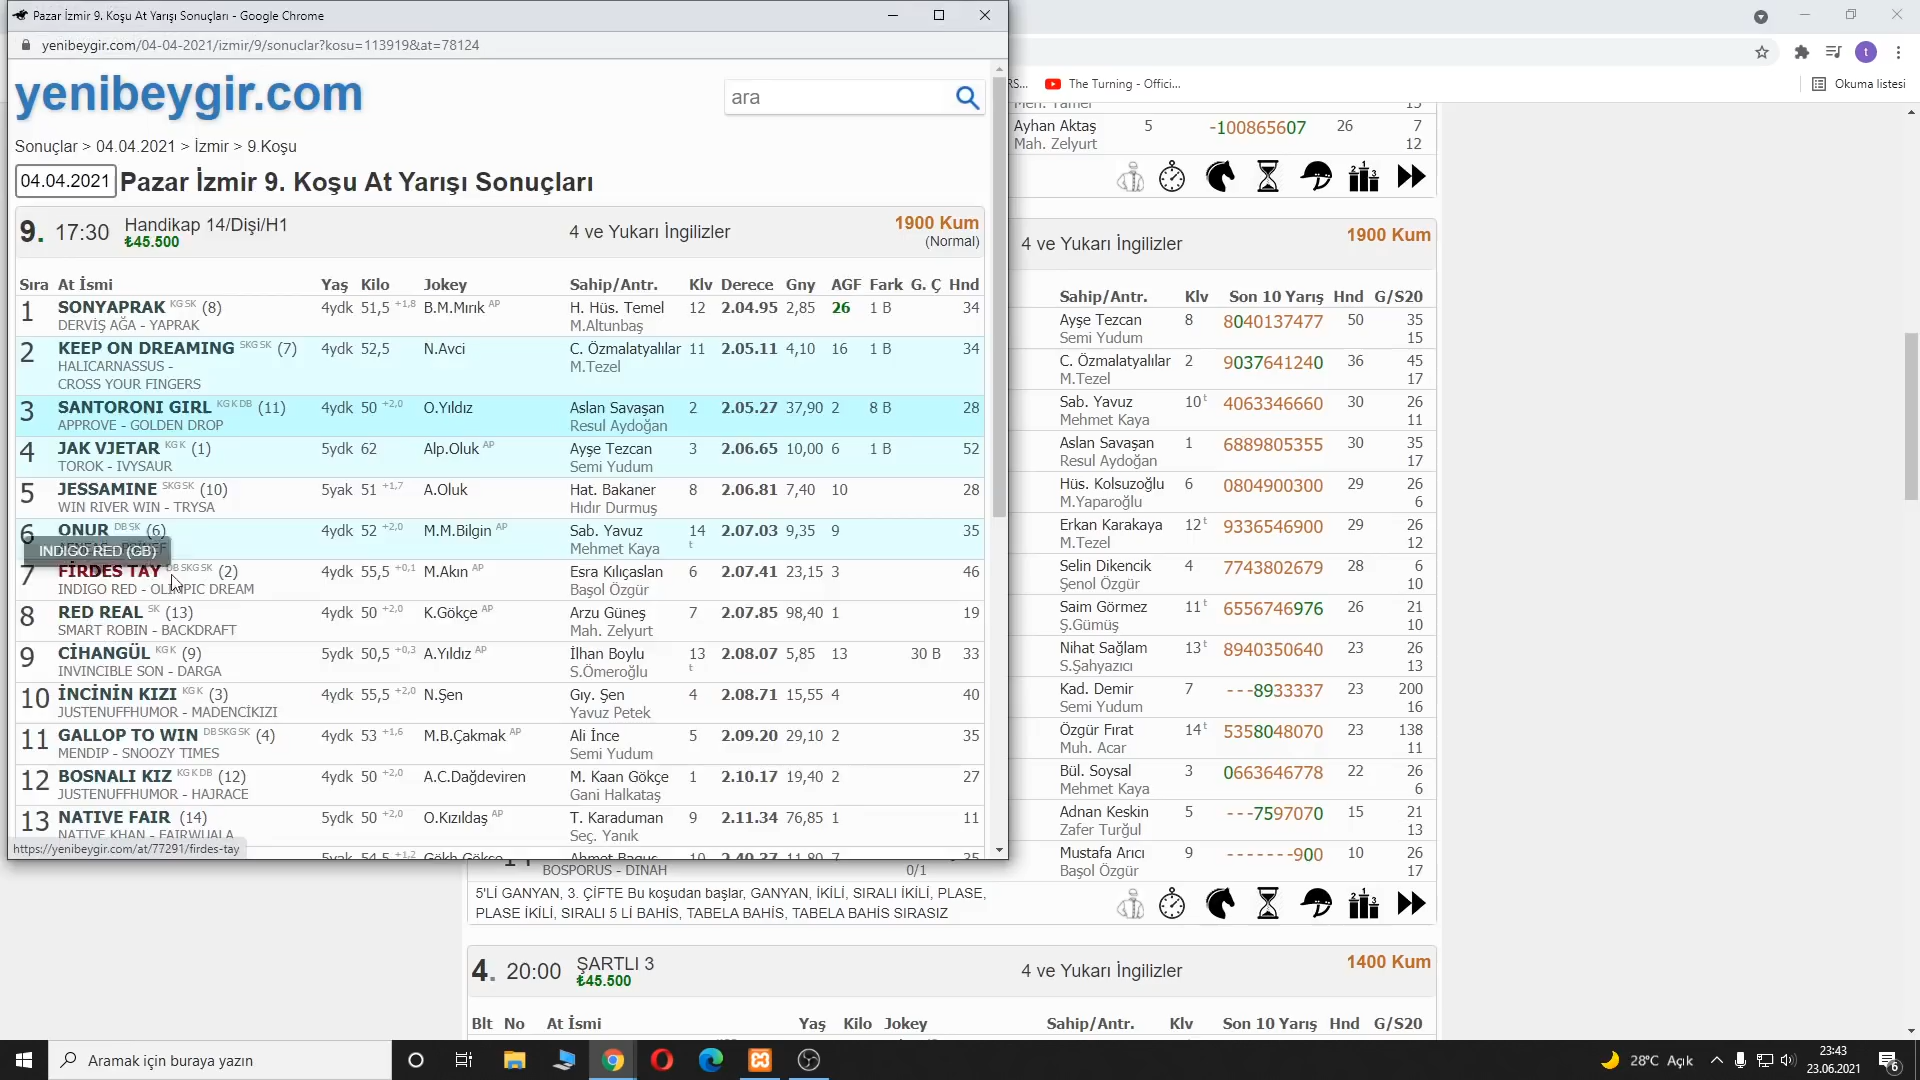 Pazar İzmir 9. Koşu At Yarışı Sonuçları - Google Chrome
yenibeygir.com/04-04-2021/izmir/9/sonuclar?kosu=113919&at=78124
yenibeygir.com
ara
Sonuçlar > 04.04.2021 > İzmir > 9.Koşu
04.04.2021 Pazar İzmir 9. Koşu At Yarışı Sonuçları
9. 17:30 Handikap 14/Dişi/H1 4 ve Yukarı İngilizler 1900 Kum
₺45.500 (Normal)
Sıra At İsmi Yaş Kilo Jokey Sahip/Antr. Klv Derece Gny AGF Fark G. Ç Hnd
1 SONYAPRAK KG SK (8) 4ydk 51,5 +1,8 B.M.Mırık AP H. Hüs. Temel 12 2.04.95 2,85 26 1 B 34
DERVİŞ AĞA - YAPRAK M.Altunbaş
2 KEEP ON DREAMING SKG SK (7) 4ydk 52,5 N.Avci C. Özmalatyalılar 11 2.05.11 4,10 16 1 B 34
HALICARNASSUS - M.Tezel
CROSS YOUR FINGERS
3 SANTORONI GIRL KG K DB (11) 4ydk 50 +2,0 O.Yıldız Aslan Savaşan 2 2.05.27 37,90 2 8 B 28
APPROVE - GOLDEN DROP Resul Aydoğan
4 JAK VJETAR KG K (1) 5ydk 62 Alp.Oluk AP Ayşe Tezcan 3 2.06.65 10,00 6 1 B 52
TOROK - IVYSAUR Semi Yudum
5 JESSAMINE SKG SK (10) 5yak 51 +1,7 A.Oluk Hat. Bakaner 8 2.06.81 7,40 10 28
WIN RIVER WIN - TRYSA Hıdır Durmuş
6 ONUR DB SK (6) 4ydk 52 +2,0 M.M.Bilgin AP Sab. Yavuz 14 t 2.07.03 9,35 9 35
Mehmet Kaya
INDIGO RED (GB)
7 FİRDES TAY DB SKG SK (2) 4ydk 55,5 +0,1 M.Akın AP Esra Kılıçaslan 6 2.07.41 23,15 3 46
INDIGO RED - OLIMPIC DREAM Başol Özgür
8 RED REAL SK (13) 4ydk 50 +2,0 K.Gökçe AP Arzu Güneş 7 2.07.85 98,40 1 19
SMART ROBIN - BACKDRAFT Mah. Zelyurt
9 CİHANGÜL KG K (9) 5ydk 50,5 +0,3 A.Yıldız AP İlhan Boylu 13 t 2.08.07 5,85 13 30 B 33
INVINCIBLE SON - DARGA S.Ömeroğlu
10 İNCİNİN KIZI KG K (3) 4ydk 55,5 +2,0 N.Şen Gıy. Şen 4 2.08.71 15,55 4 40
JUSTENUFFHUMOR - MADENCİKIZI Yavuz Petek
11 GALLOP TO WIN DB SKG SK (4) 4ydk 53 +1,6 M.B.Çakmak AP Ali İnce 5 2.09.20 29,10 2 35
MENDIP - SNOOZY TIMES Semi Yudum
12 BOSNALI KIZ KG K DB (12) 4ydk 50 +2,0 A.C.Dağdeviren M. Kaan Gökçe 1 2.10.17 19,40 2 27
JUSTENUFFHUMOR - HAJRACE Gani Halkataş
13 NATIVE FAIR (14) 5ydk 50 +2,0 O.Kızıldaş AP T. Karaduman 9 2.11.34 76,85 1 11
NATIVE KHAN - FAIRWUALA Seç. Yanık
https://yenibeygir.com/at/77291/firdes-tay
The Turning - Offici...
Okuma listesi
t
Ayhan Aktaş 5 -100865607 26 7
Mah. Zelyurt 12
4 ve Yukarı İngilizler 1900 Kum
Sahip/Antr. Klv Son 10 Yarış Hnd G/S20
Ayşe Tezcan 8 8040137477 50 35
Semi Yudum 15
C. Özmalatyalılar 2 9037641240 36 45
M.Tezel 17
Sab. Yavuz 10 t 4063346660 30 26
Mehmet Kaya 11
Aslan Savaşan 1 6889805355 30 35
Resul Aydoğan 17
Hüs. Kolsuzoğlu 6 0804900300 29 26
M.Yaparoğlu 6
Erkan Karakaya 12 t 9336546900 29 26
M.Tezel 12
Selin Dikencik 4 7743802679 28 6
Şenol Özgür 10
Saim Görmez 11 t 6556746976 26 21
Ş.Gümüş 10
Nihat Sağlam 13 t 8940350640 23 26
S.Şahyazıcı 13
Kad. Demir 7 ---8933337 23 200
Semi Yudum 16
Özgür Fırat 14 t 5358048070 23 138
Muh. Acar 11
Bül. Soysal 3 0663646778 22 26
Mehmet Kaya 6
Adnan Keskin 5 ---7597070 15 21
Zafer Turğul 13
Mustafa Arıcı 9 -------900 10 26
BOSPORUS - DINAH 0/1 Başol Özgür 17
5'Lİ GANYAN, 3. ÇİFTE Bu koşudan başlar, GANYAN, İKİLİ, SIRALI İKİLİ, PLASE,
PLASE İKİLİ, SIRALI 5 Lİ BAHİS, TABELA BAHİS, TABELA BAHİS SIRASIZ
4. 20:00 ŞARTLI 3 4 ve Yukarı İngilizler 1400 Kum
₺45.500
Blt No At İsmi Yaş Kilo Jokey Sahip/Antr. Klv Son 10 Yarış Hnd G/S20
Aramak için buraya yazın
28°C Açık
23:43
23.06.2021
6